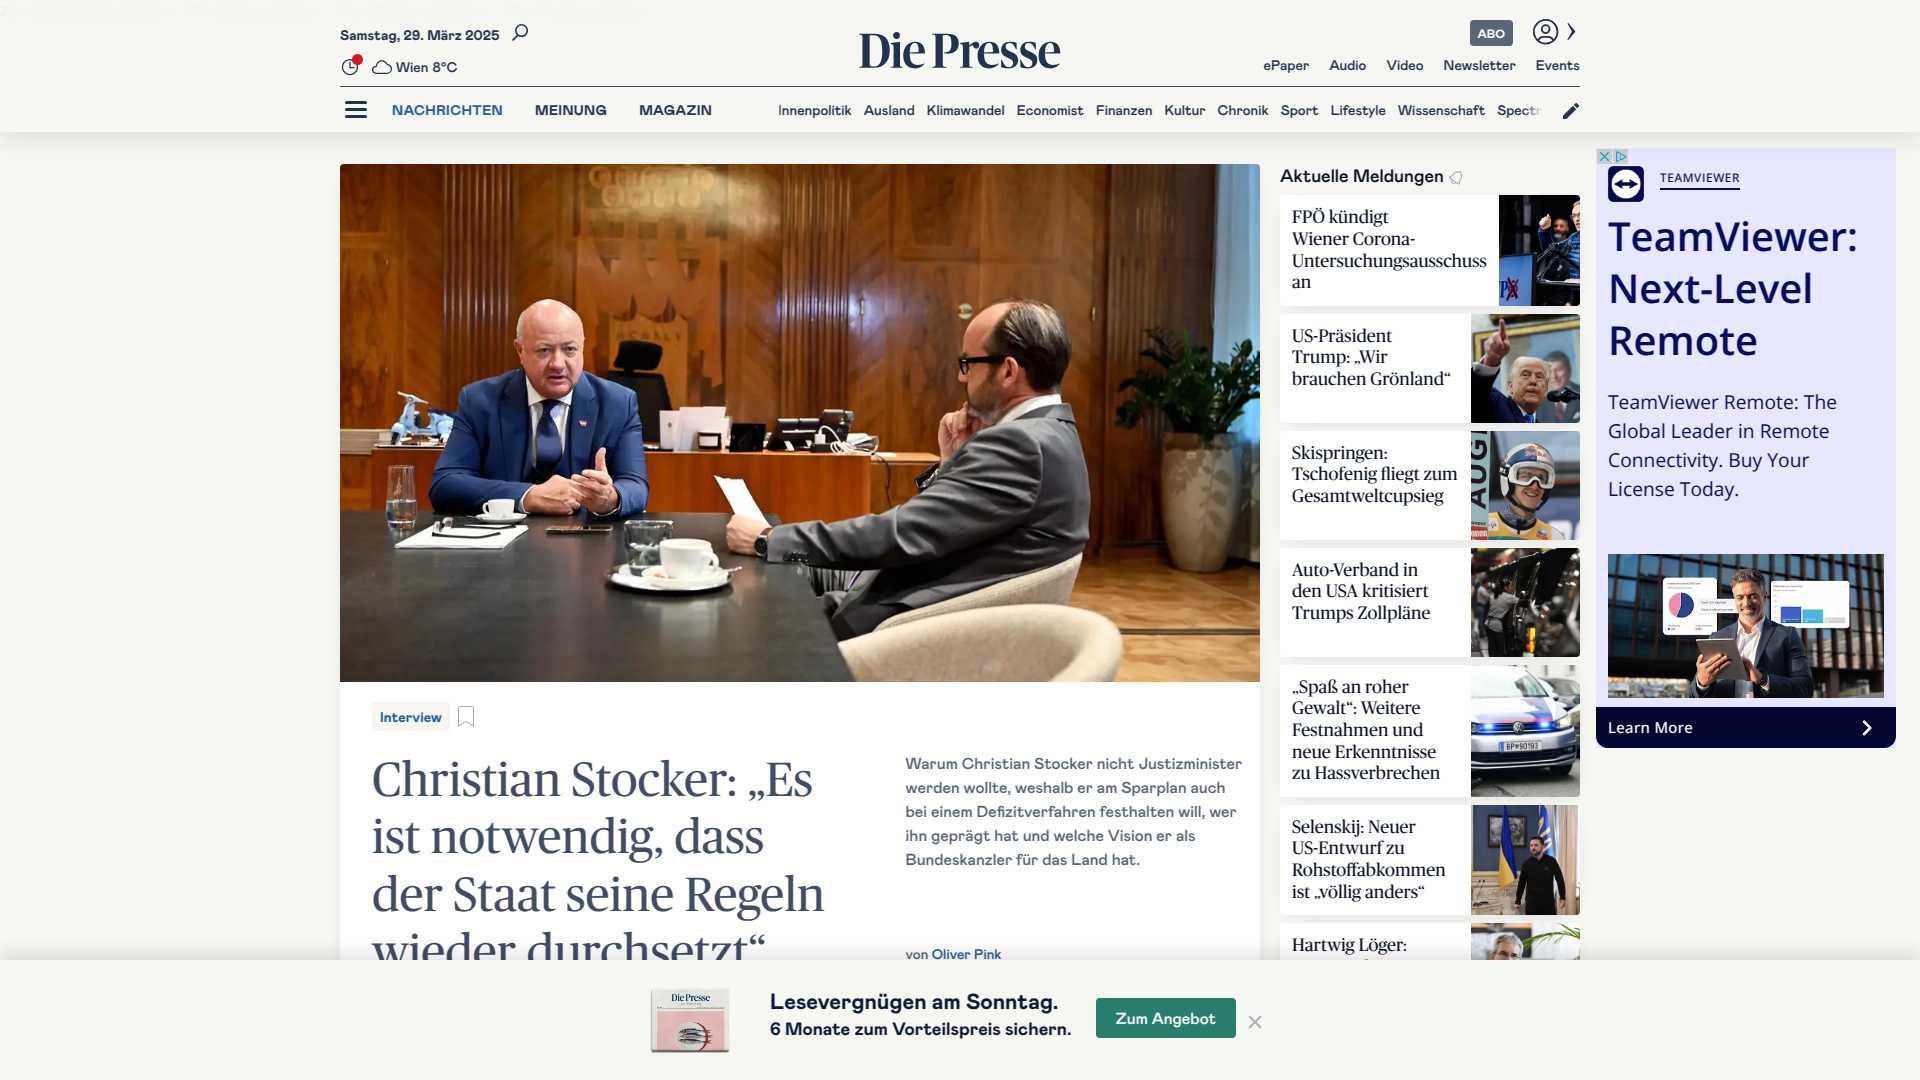 Samstag, 29. März 2025
Wien 8°C
Die Presse
ABO
ePaper Audio Video Newsletter Events
NACHRICHTEN MEINUNG MAGAZIN Innenpolitik Ausland Klimawandel Economist Finanzen Kultur Chronik Sport Lifestyle Wissenschaft Spectr
Interview
Christian Stocker: „Es
ist notwendig, dass
der Staat seine Regeln
wieder durchsetzt“
Warum Christian Stocker nicht Justizminister
werden wollte, weshalb er am Sparplan auch
bei einem Defizitverfahren festhalten will, wer
ihn geprägt hat und welche Vision er als
Bundeskanzler für das Land hat.
von Oliver Pink
Aktuelle Meldungen
FPÖ kündigt
Wiener Corona-
Untersuchungsausschuss
an
US-Präsident
Trump: „Wir
brauchen Grönland“
Skispringen:
Tschofenig fliegt zum
Gesamtweltcupsieg
AUGI
Auto-Verband in
den USA kritisiert
Trumps Zollpläne
„Spaß an roher
Gewalt“: Weitere
Festnahmen und
neue Erkenntnisse
zu Hassverbrechen
BP 90193
Selenskij: Neuer
US-Entwurf zu
Rohstoffabkommen
ist „völlig anders“
Hartwig Löger:
TEAMVIEWER
TeamViewer:
Next-Level
Remote
TeamViewer Remote: The
Global Leader in Remote
Connectivity. Buy Your
License Today.
Learn More
Die Presse
Lesevergnügen am Sonntag.
6 Monate zum Vorteilspreis sichern.
Zum Angebot